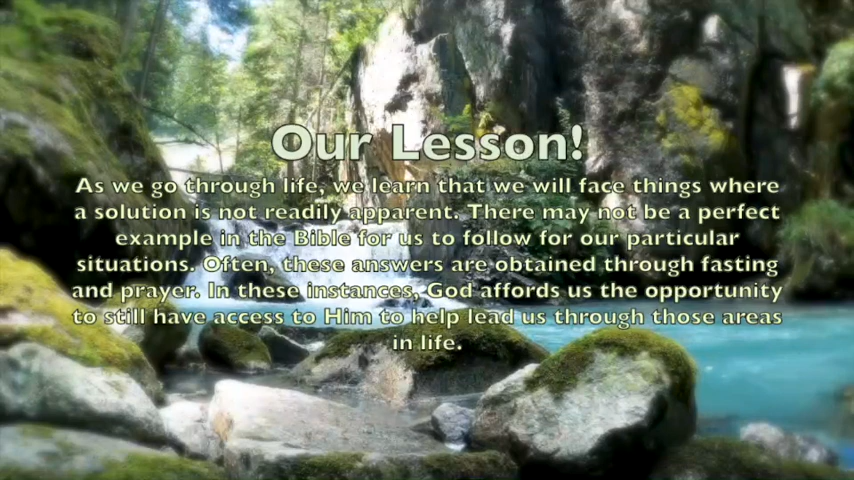 Our Lesson!
As we go through life, we learn that we will face things where
a solution is not readily apparent. There may not be a perfect
example in the Bible for us to follow for our particular
situations. Often, these answers are obtained through fasting
and prayer. In these instances, God affords us the opportunity
to still have access to Him to help lead us through those areas
in life.